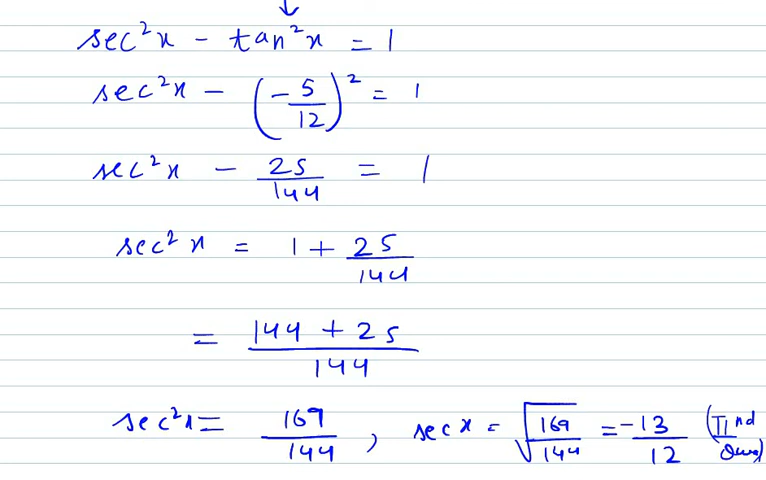 sec²x - tan²x = 1
sec²x - (-5/12)² = 1
sec²x - 25/144 = 1
sec²x = 1 + 25/144
= (144 + 25)/144
sec²x = 169/144, sec x = √(169/144) = -13/12 (IInd